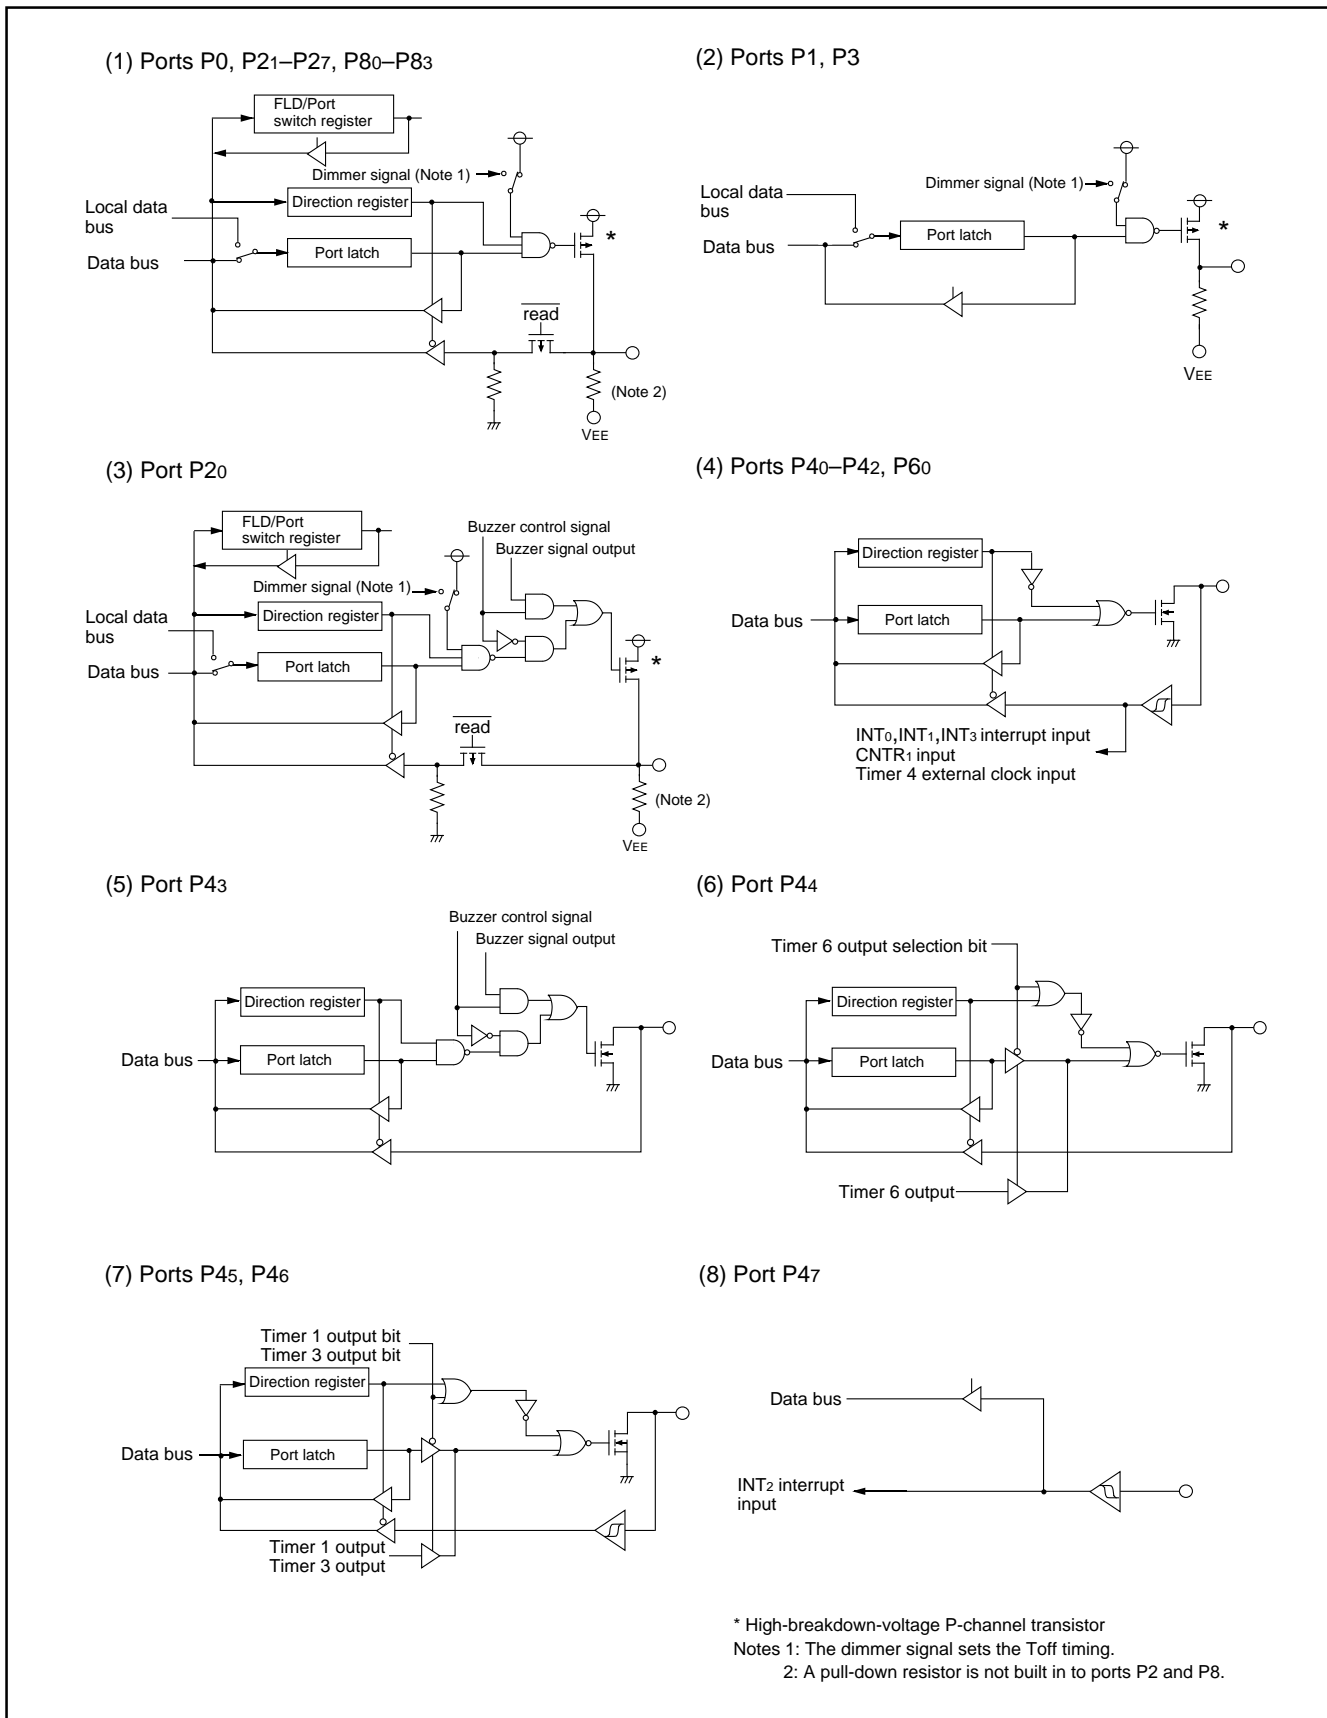 (1) Ports P0, P21–P27, P80–P83
FLD/Port
switch register
Dimmer signal (Note 1)
Direction register
Local data
bus
Port latch
Data bus
*
read
(Note 2)
VEE
(2) Ports P1, P3
Dimmer signal (Note 1)
Local data
bus
Port latch
Data bus
*
VEE
(3) Port P20
FLD/Port
switch register
Buzzer control signal
Buzzer signal output
Dimmer signal (Note 1)
Direction register
Local data
bus
Port latch
Data bus
*
read
(Note 2)
VEE
(4) Ports P40–P42, P60
Direction register
Data bus
Port latch
INT0,INT1,INT3 interrupt input
CNTR1 input
Timer 4 external clock input
(5) Port P43
Buzzer control signal
Buzzer signal output
Direction register
Data bus
Port latch
(6) Port P44
Timer 6 output selection bit
Direction register
Data bus
Port latch
Timer 6 output
(7) Ports P45, P46
Timer 1 output bit
Timer 3 output bit
Direction register
Data bus
Port latch
Timer 1 output
Timer 3 output
(8) Port P47
Data bus
INT2 interrupt
input
* High-breakdown-voltage P-channel transistor
Notes 1: The dimmer signal sets the Toff timing.
2: A pull-down resistor is not built in to ports P2 and P8.